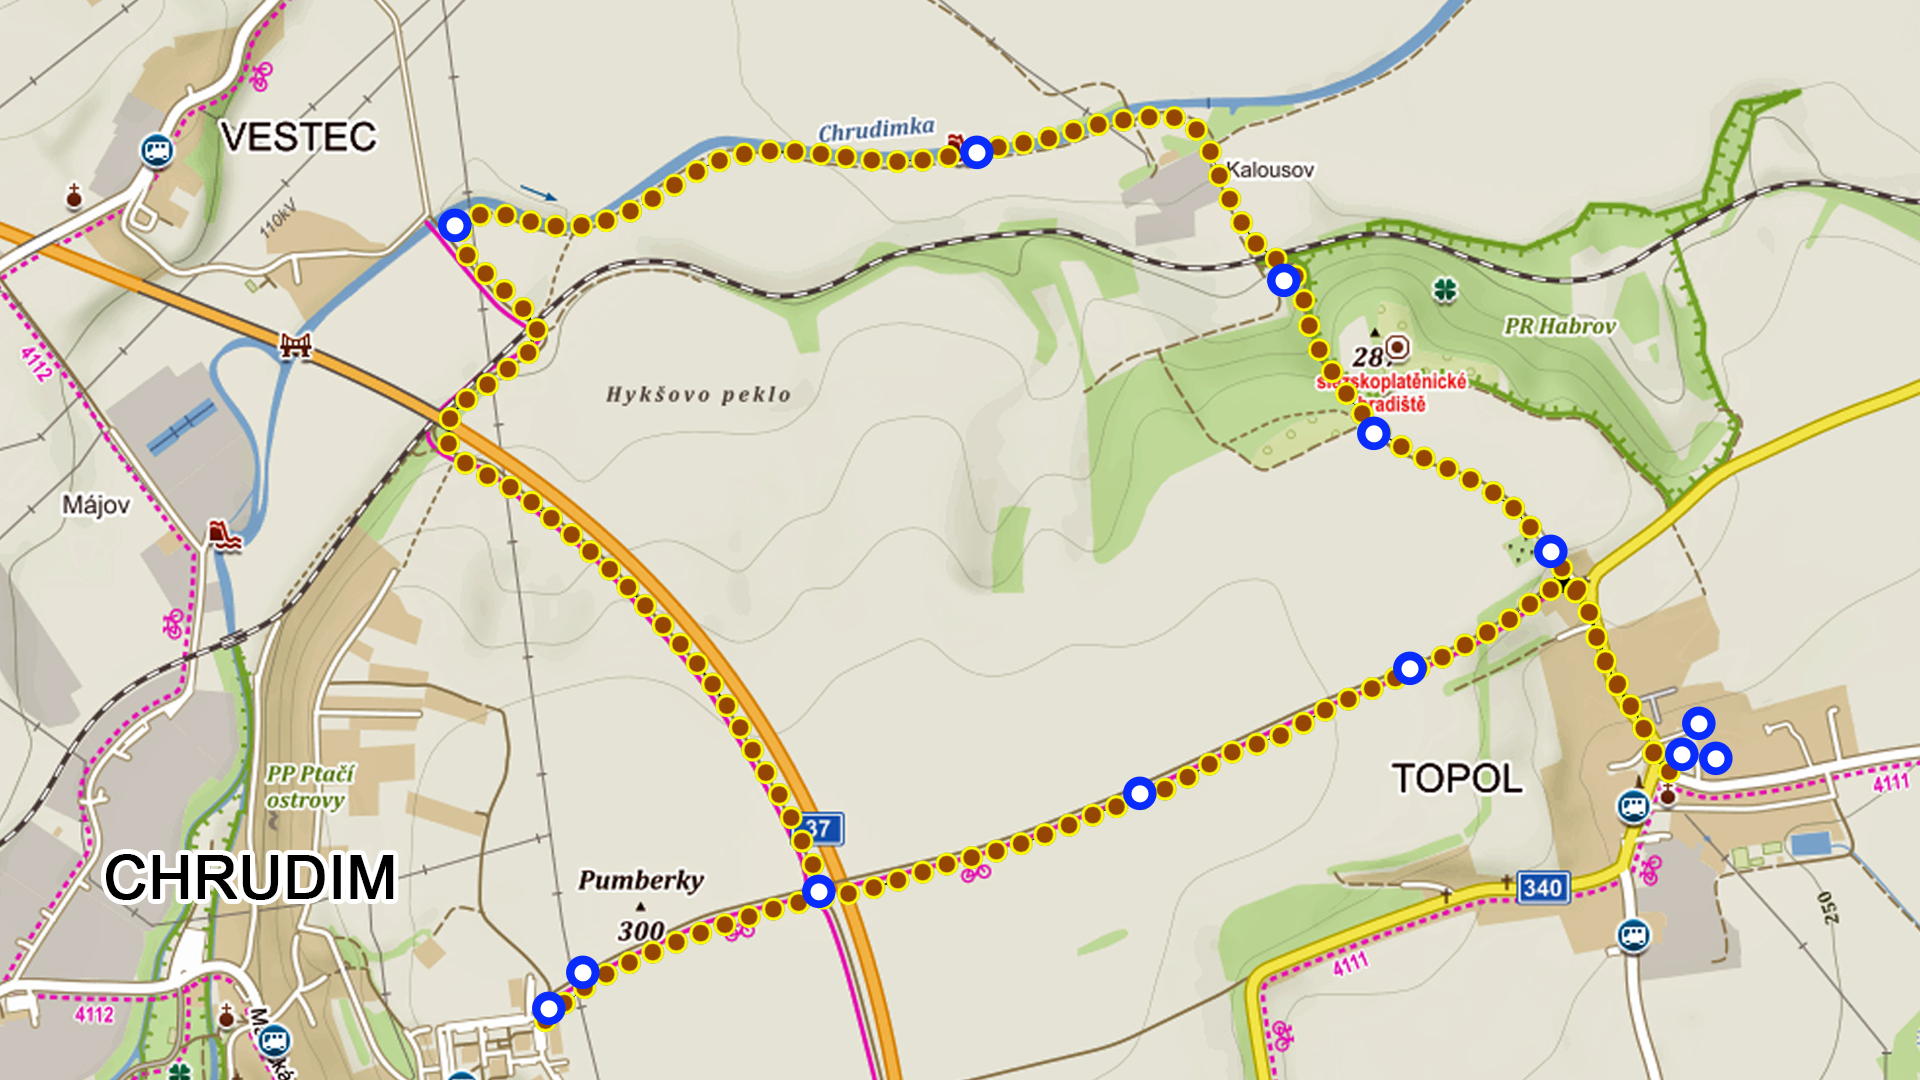 VESTEC
Chrudimka
Kalousov
110kV
PR Habrov
4112
slezskoplatěnické
hradiště
Hykšovo peklo
Májov
PP Ptačí
ostrovy
TOPOL
4111
37
CHRUDIM
Pumberky
300
340
250
4111
4112